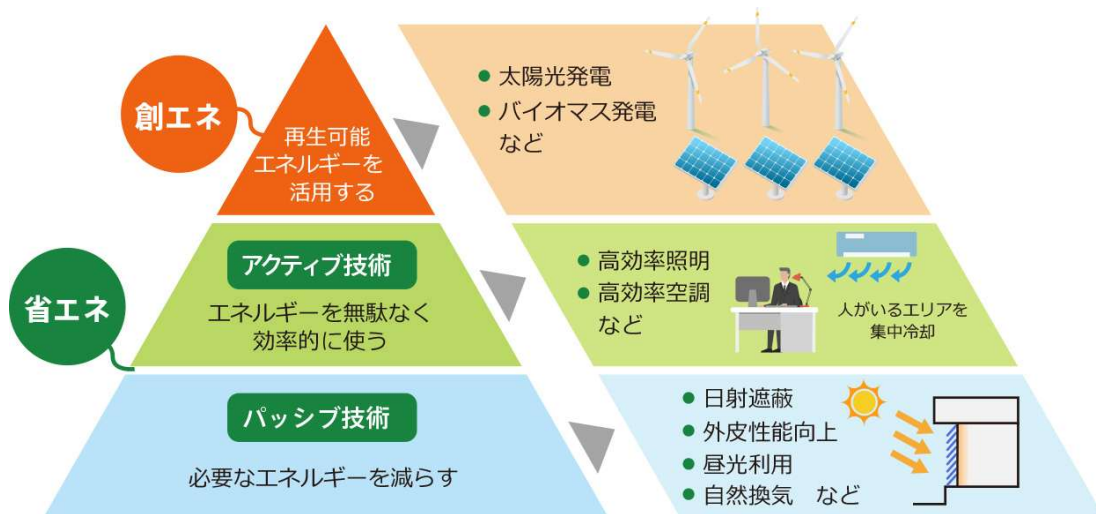 創エネ
再生可能
エネルギーを
活用する
太陽光発電
バイオマス発電
など
省エネ
アクティブ技術
エネルギーを無駄なく
効率的に使う
高効率照明
高効率空調
など
人がいるエリアを
集中冷却
パッシブ技術
必要なエネルギーを減らす
日射遮蔽
外皮性能向上
昼光利用
自然換気　など